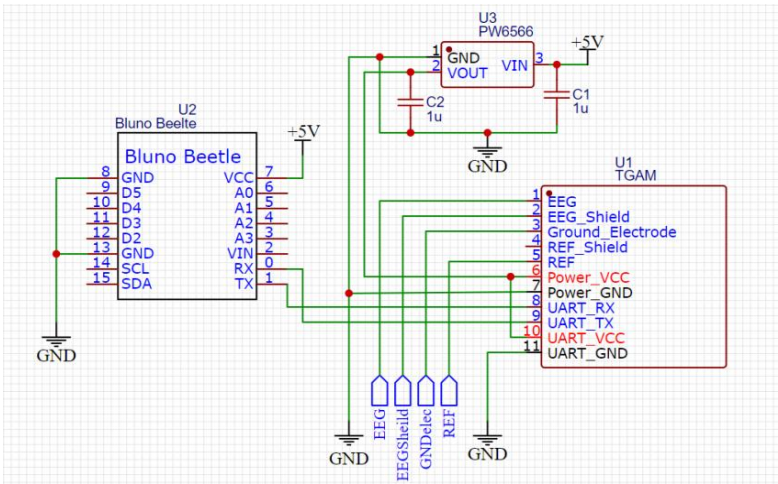 U3
PW6566
1 GND
2 VOUT
VIN 3
+5V
C2
1u
C1
1u
GND
U2
Bluno Beelte
+5V
Bluno Beetle
8 GND
9 D5
10 D4
11 D3
12 D2
13 GND
14 SCL
15 SDA
VCC 7
A0 6
A1 5
A2 4
A3 3
VIN 2
RX 0
TX 1
GND
U1
TGAM
1 EEG
2 EEG_Shield
3 Ground_Electrode
4 REF_Shield
5 REF
6 Power_VCC
7 Power_GND
8 UART_RX
9 UART_TX
10 UART_VCC
11 UART_GND
EEG
EEGSheild
GNDelec
REF
GND
GND